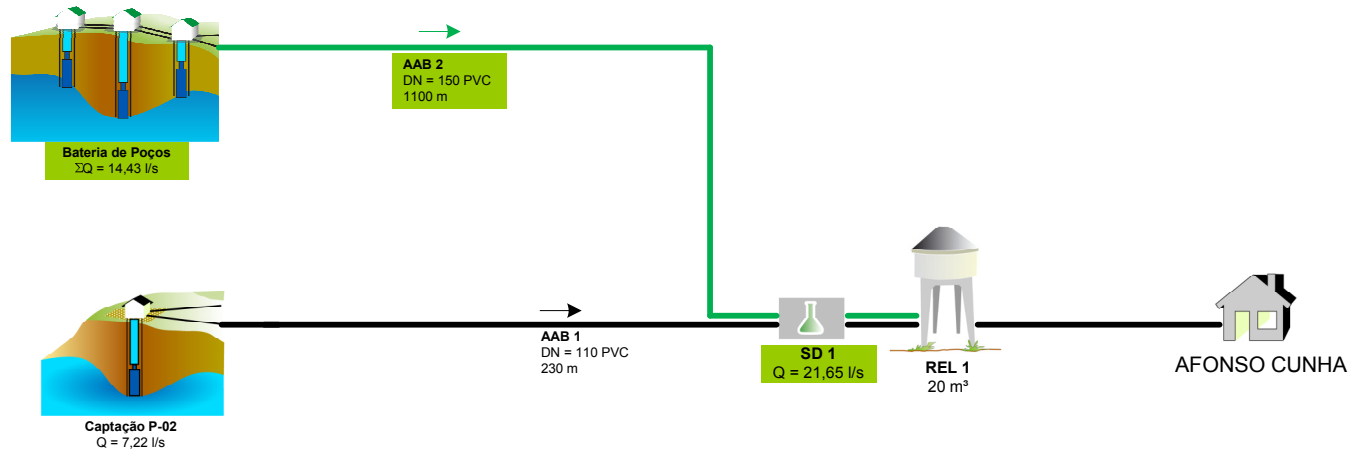 AAB 2
DN = 150 PVC
1100 m
Bateria de Poços
ΣQ = 14,43 l/s
AAB 1
DN = 110 PVC
230 m
SD 1
Q = 21,65 l/s
REL 1
20 m³
AFONSO CUNHA
Captação P-02
Q = 7,22 l/s